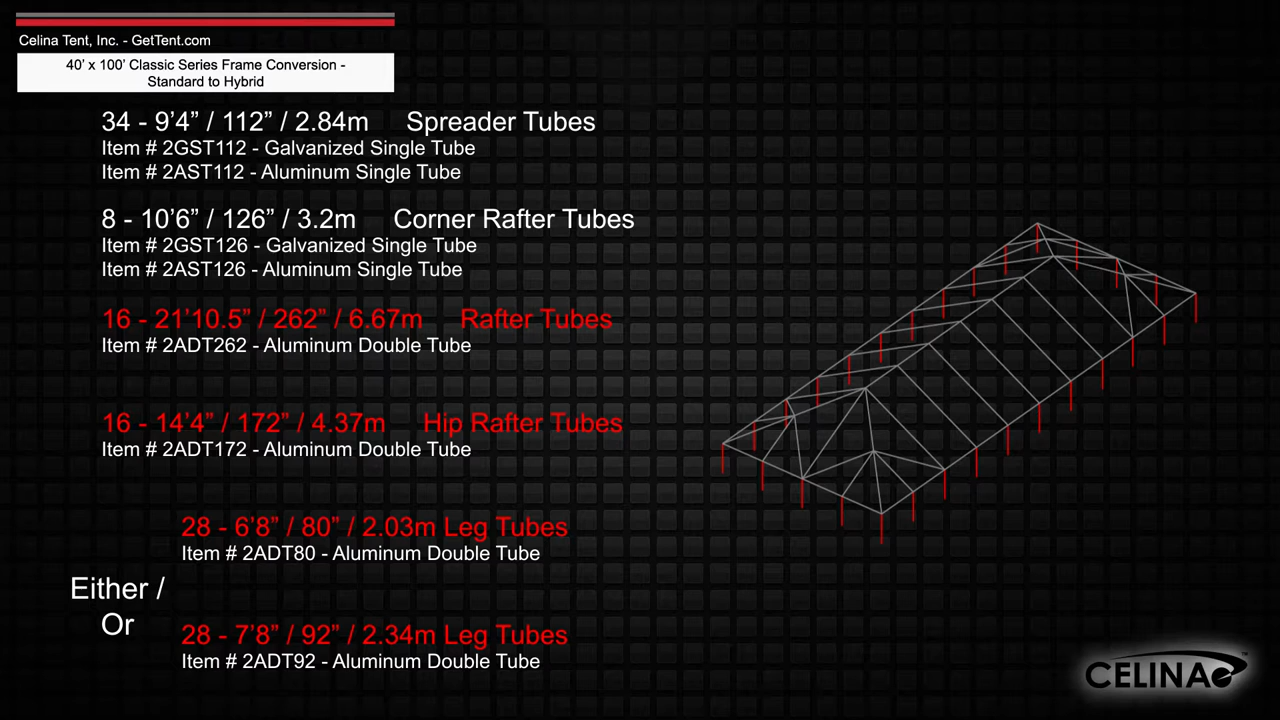 Celina Tent, Inc. - GetTent.com
40’ x 100’ Classic Series Frame Conversion -
Standard to Hybrid
34 - 9’4” / 112” / 2.84m Spreader Tubes
Item # 2GST112 - Galvanized Single Tube
Item # 2AST112 - Aluminum Single Tube
8 - 10’6” / 126” / 3.2m Corner Rafter Tubes
Item # 2GST126 - Galvanized Single Tube
Item # 2AST126 - Aluminum Single Tube
16 - 21’10.5” / 262” / 6.67m Rafter Tubes
Item # 2ADT262 - Aluminum Double Tube
16 - 14’4” / 172” / 4.37m Hip Rafter Tubes
Item # 2ADT172 - Aluminum Double Tube
28 - 6’8” / 80” / 2.03m Leg Tubes
Item # 2ADT80 - Aluminum Double Tube
Either /
Or
28 - 7’8” / 92” / 2.34m Leg Tubes
Item # 2ADT92 - Aluminum Double Tube
CELINA™